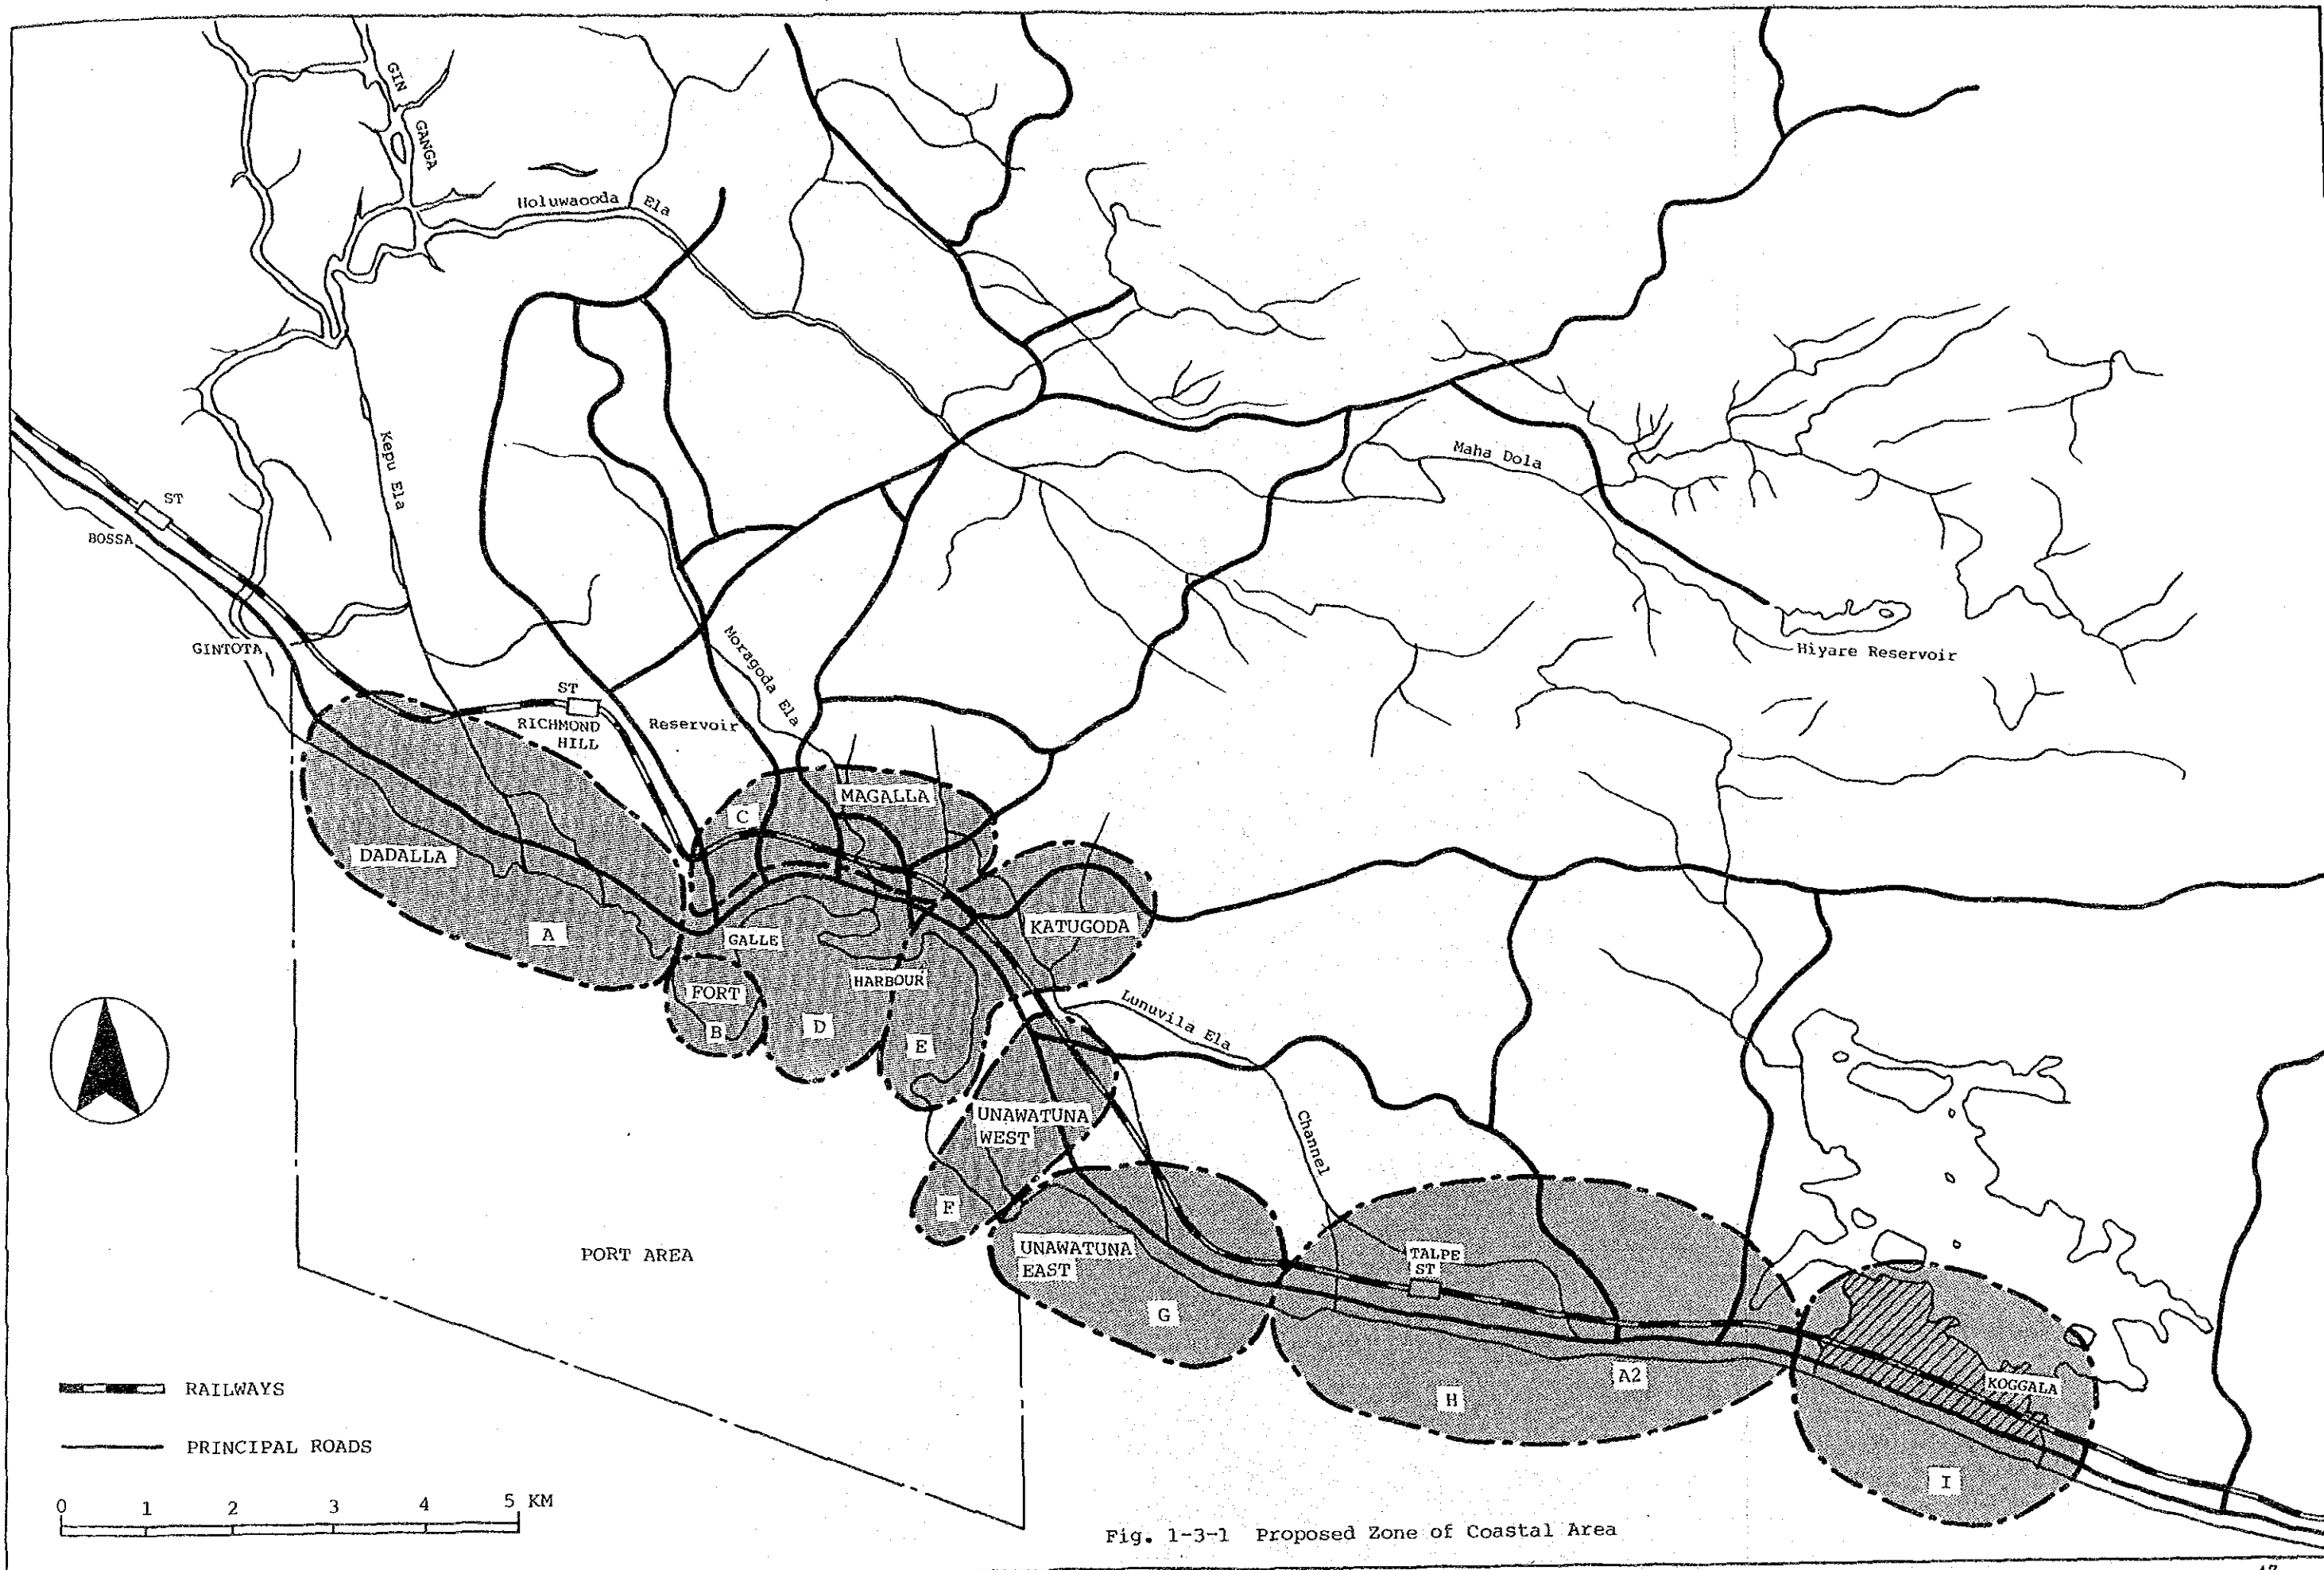 GIN
GANGA
Holuwaooda Ela
Kepu Ela
Maha Dola
ST
BOSSA
GINTOTA
Moragoda Ela
Hiyare Reservoir
ST
RICHMOND
HILL
Reservoir
MAGALLA
C
DADALLA
A
GALLE
KATUGODA
HARBOUR
FORT
B
D
E
Lunuvila Ela
UNAWATUNA
WEST
Channel
F
UNAWATUNA
EAST
G
TALPE
ST
PORT AREA
H
A2
KOGGALA
I
RAILWAYS
PRINCIPAL ROADS
0 1 2 3 4 5 KM
Fig. 1-3-1 Proposed Zone of Coastal Area